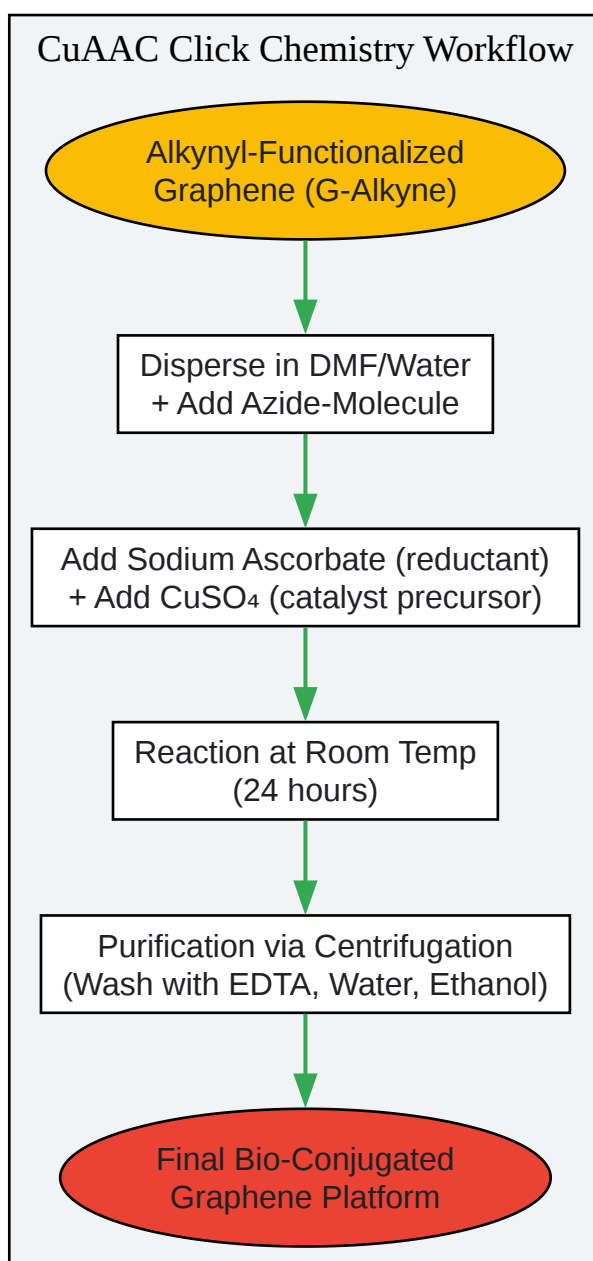 CuAAC Click Chemistry Workflow
Alkynyl-Functionalized
Graphene (G-Alkyne)
Disperse in DMF/Water
+ Add Azide-Molecule
Add Sodium Ascorbate (reductant)
+ Add CuSO₄ (catalyst precursor)
Reaction at Room Temp
(24 hours)
Purification via Centrifugation
(Wash with EDTA, Water, Ethanol)
Final Bio-Conjugated
Graphene Platform